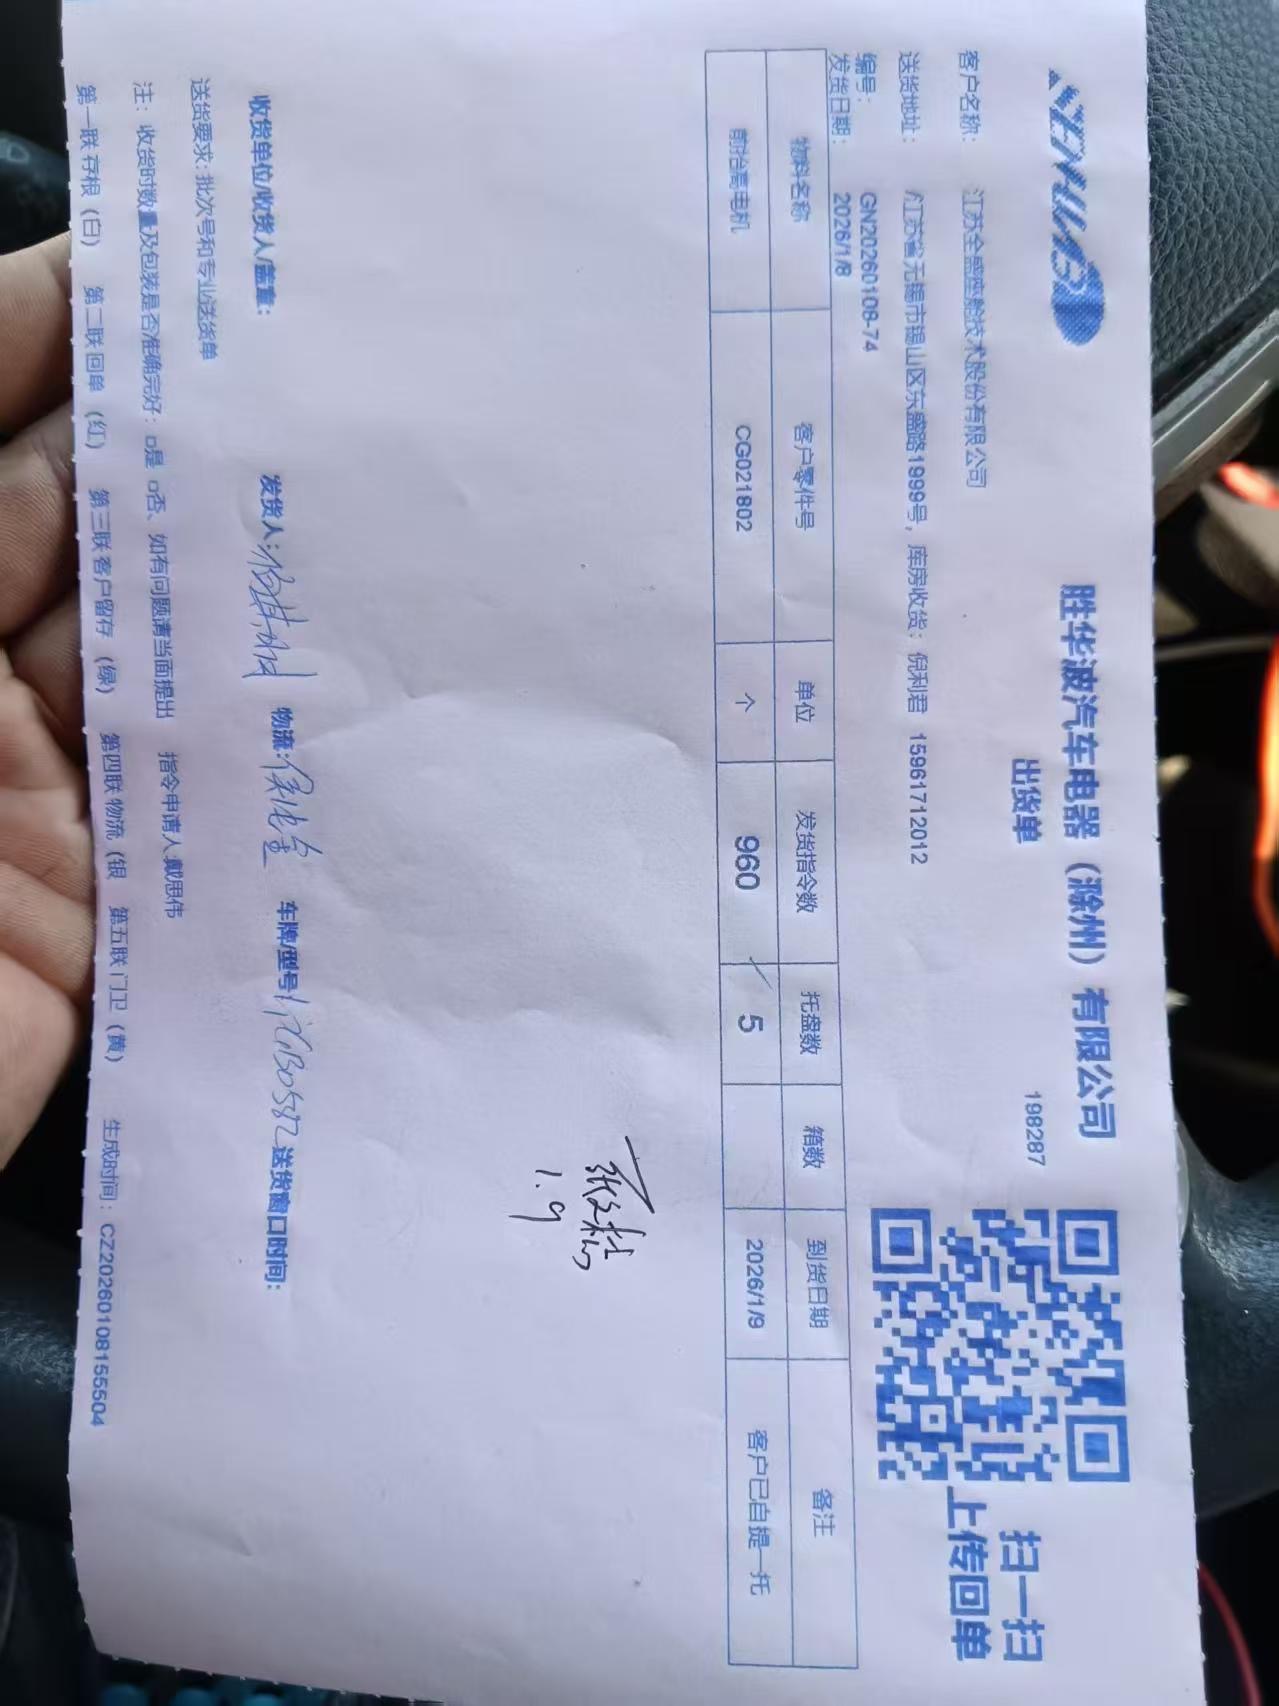 SENHUABO
胜华波汽车电器（滁州）有限公司
出货单
198287
扫一扫
上传回单
客户名称： 江苏全盛座舱技术股份有限公司
送货地址： 江苏省无锡市锡山区东盛路1999号，库房收货：倪利君 15961712012
编号： GN20260108-74
发货日期： 2026/1/8
物料名称 客户零件号 单位 发货指令数 托盘数 箱数 到货日期 备注
前抬高电机 CG021802 个 960 5 2026/1/9 客户已自提一托
1.9
收货单位/收货人/盖章： 发货人： 物流： 车牌/型号： 送货窗口时间：
送货要求：批次号和专业送货单
注：收货时数量及包装是否准确完好：□是 □否、如有问题请当面提出 指令申请人:戴思伟
第一联存根（白） 第二联回单（红） 第三联客户留存（绿） 第四联物流（银 第五联门卫（黄） 生成时间：CZ20260108155504